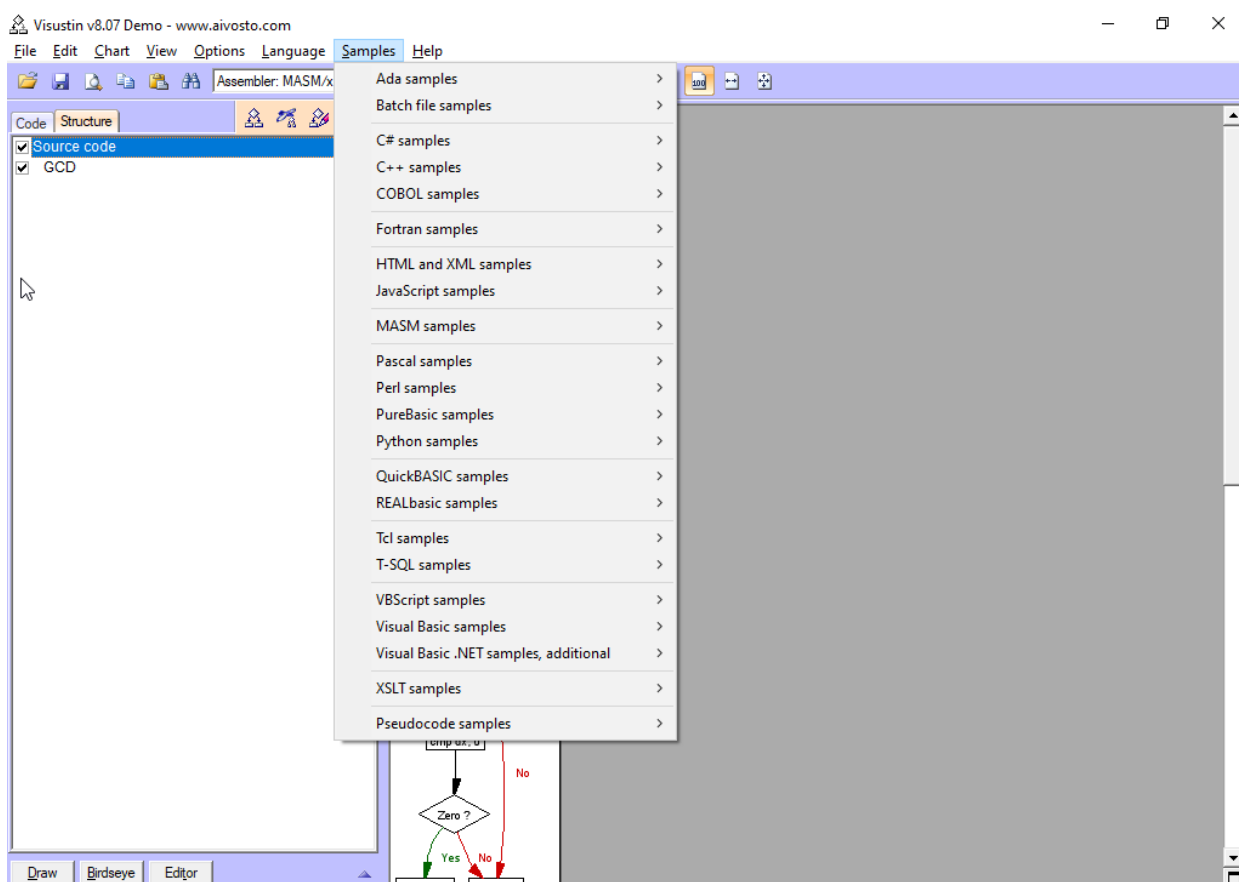 Visustin v8.07 Demo - www.aivosto.com
File Edit Chart View Options Language Samples Help
Assembler: MASM/x
100
Code Structure
Source code
GCD
Ada samples
Batch file samples
C# samples
C++ samples
COBOL samples
Fortran samples
HTML and XML samples
JavaScript samples
MASM samples
Pascal samples
Perl samples
PureBasic samples
Python samples
QuickBASIC samples
REALbasic samples
Tcl samples
T-SQL samples
VBScript samples
Visual Basic samples
Visual Basic .NET samples, additional
XSLT samples
Pseudocode samples
No
Zero ?
Yes No
Draw Birdseye Editor